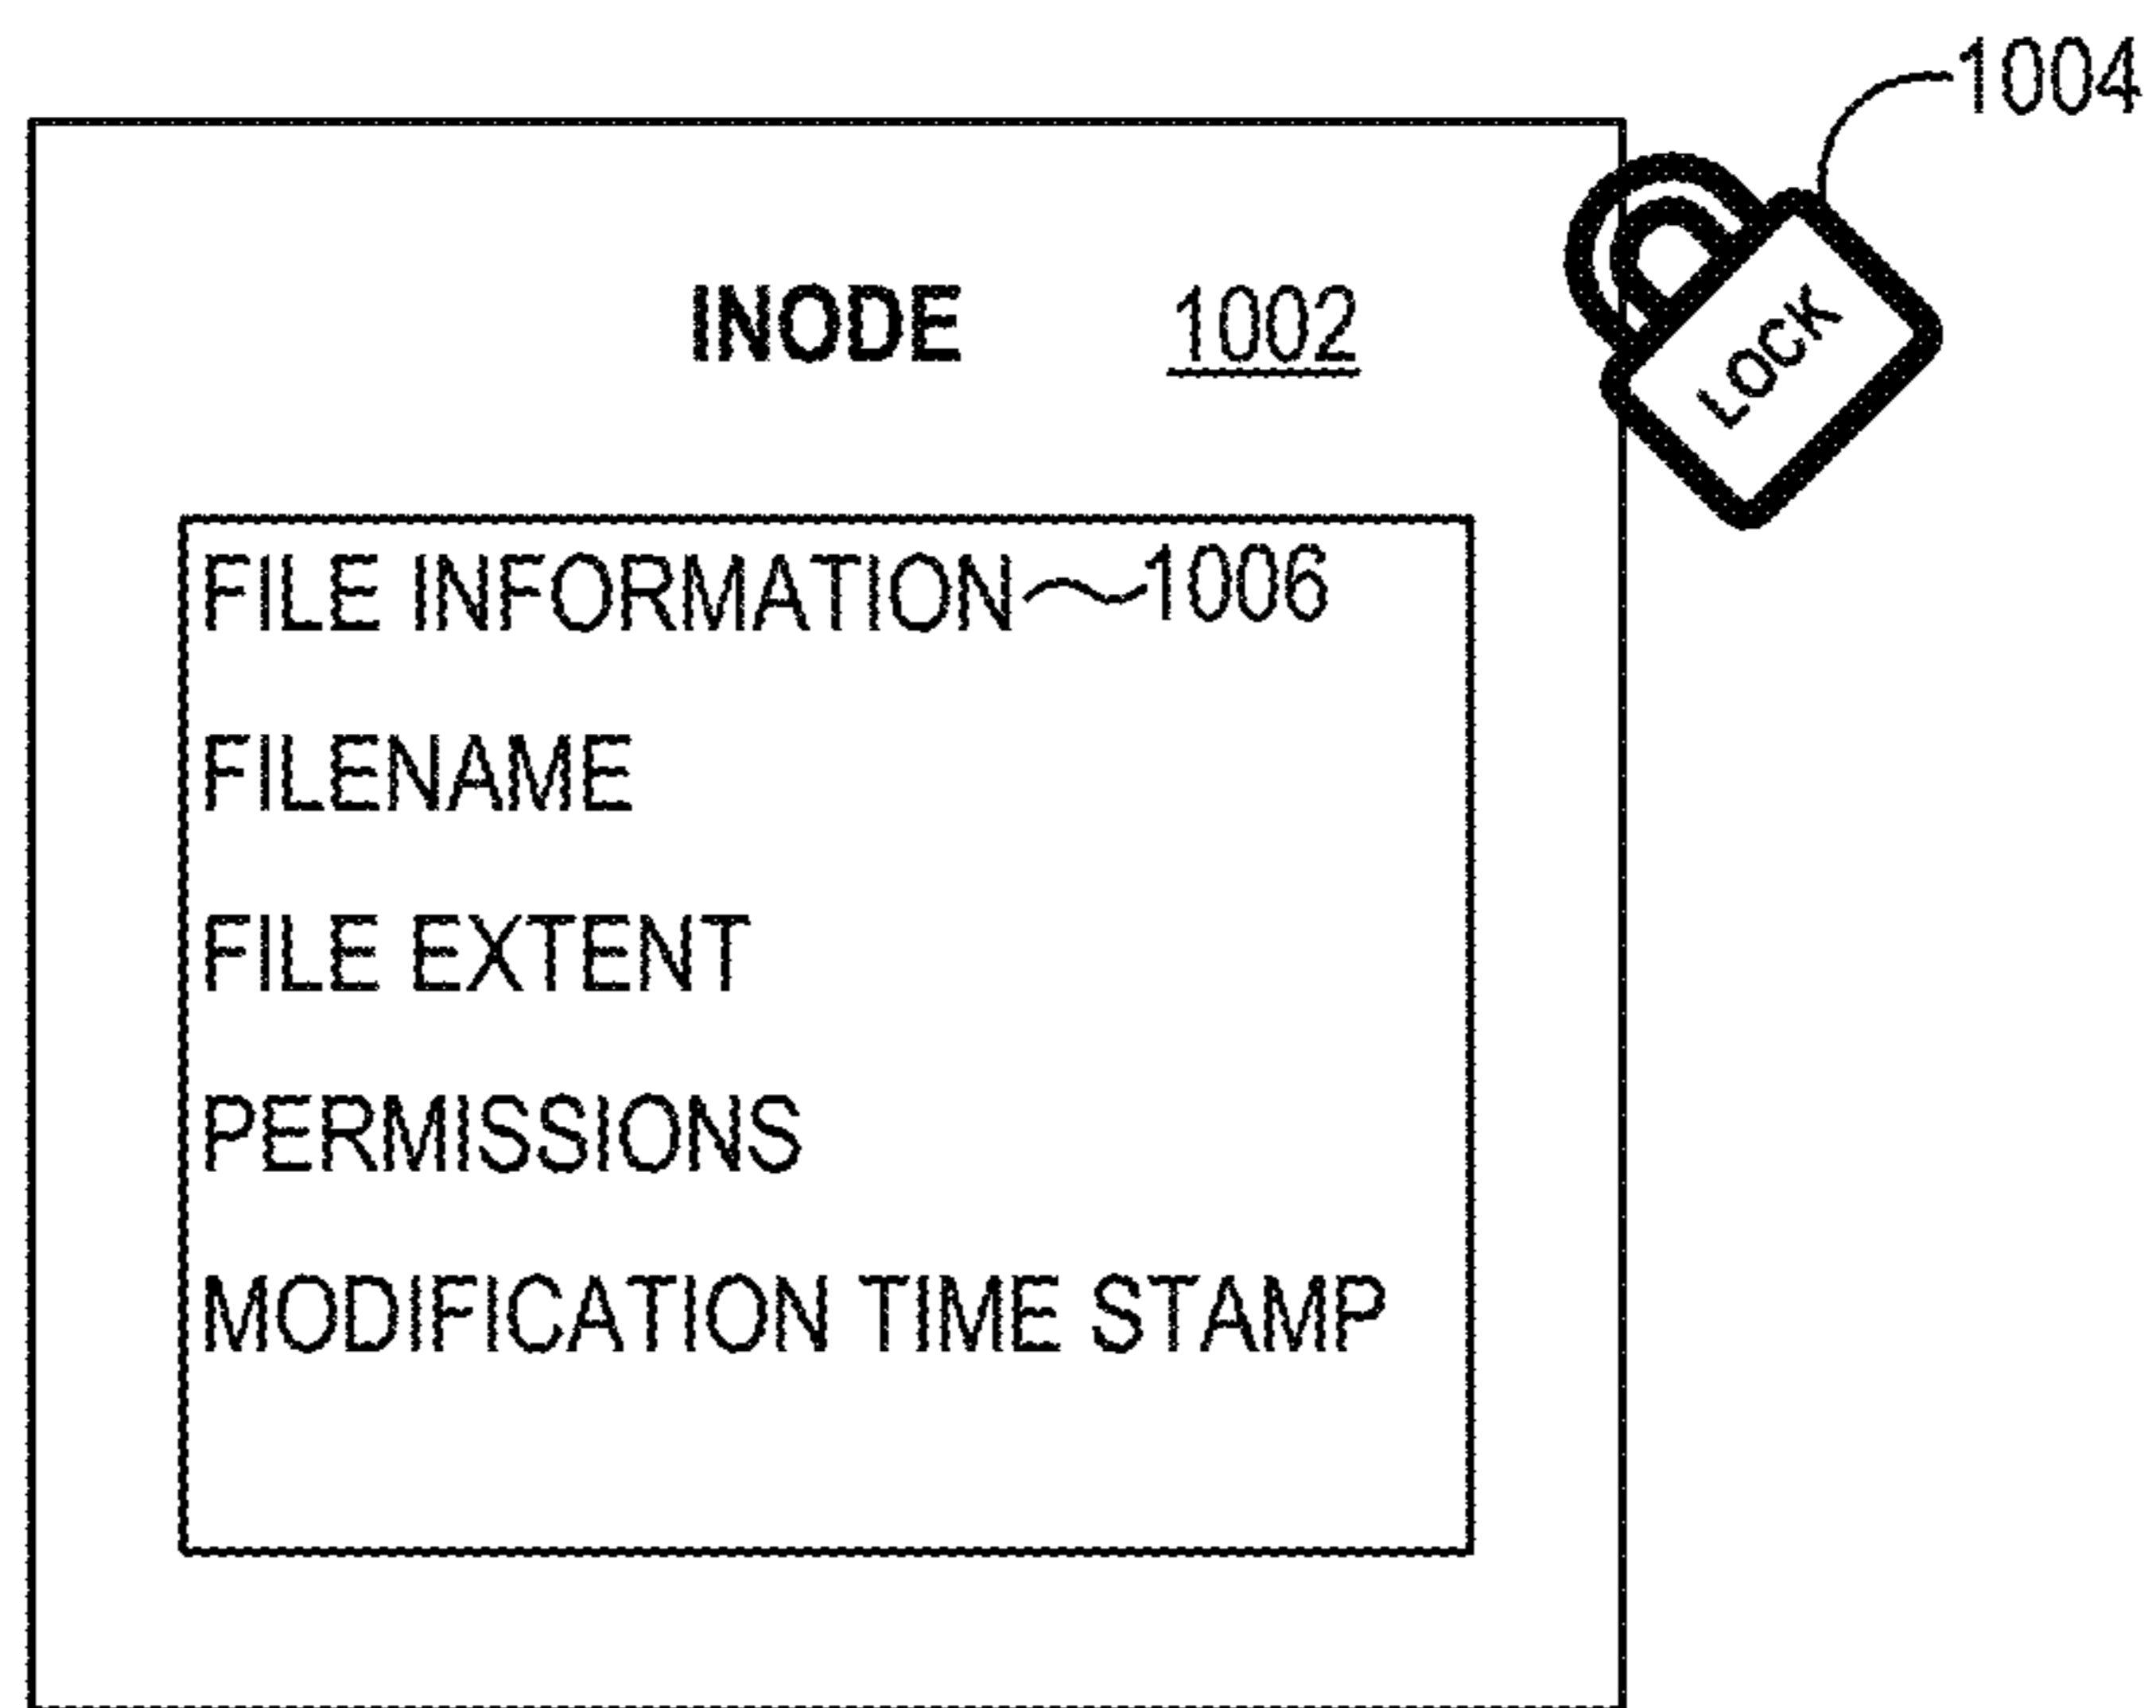 1004
INODE 1002
LOCK
FILE INFORMATION 1006
FILENAME
FILE EXTENT
PERMISSIONS
MODIFICATION TIME STAMP